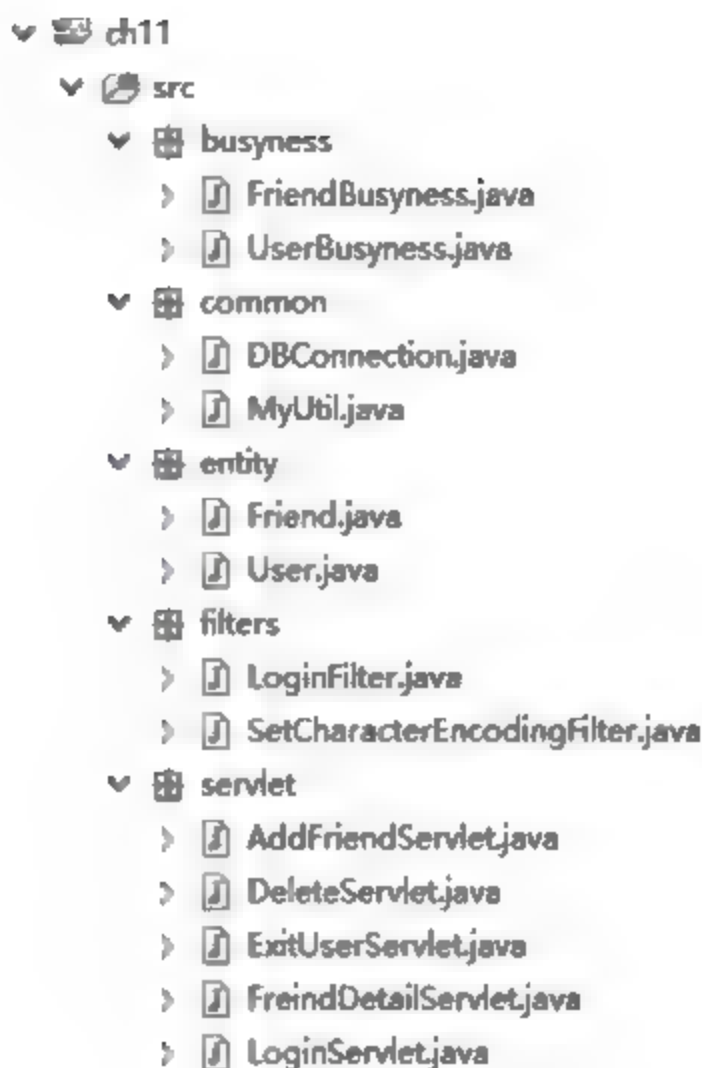 ch11
src
busyness
FriendBusyness.java
UserBusyness.java
common
DBConnection.java
MyUtil.java
entity
Friend.java
User.java
filters
LoginFilter.java
SetCharacterEncodingFilter.java
servlet
AddFriendServlet.java
DeleteServlet.java
ExitUserServlet.java
FreindDetailServlet.java
LoginServlet.java